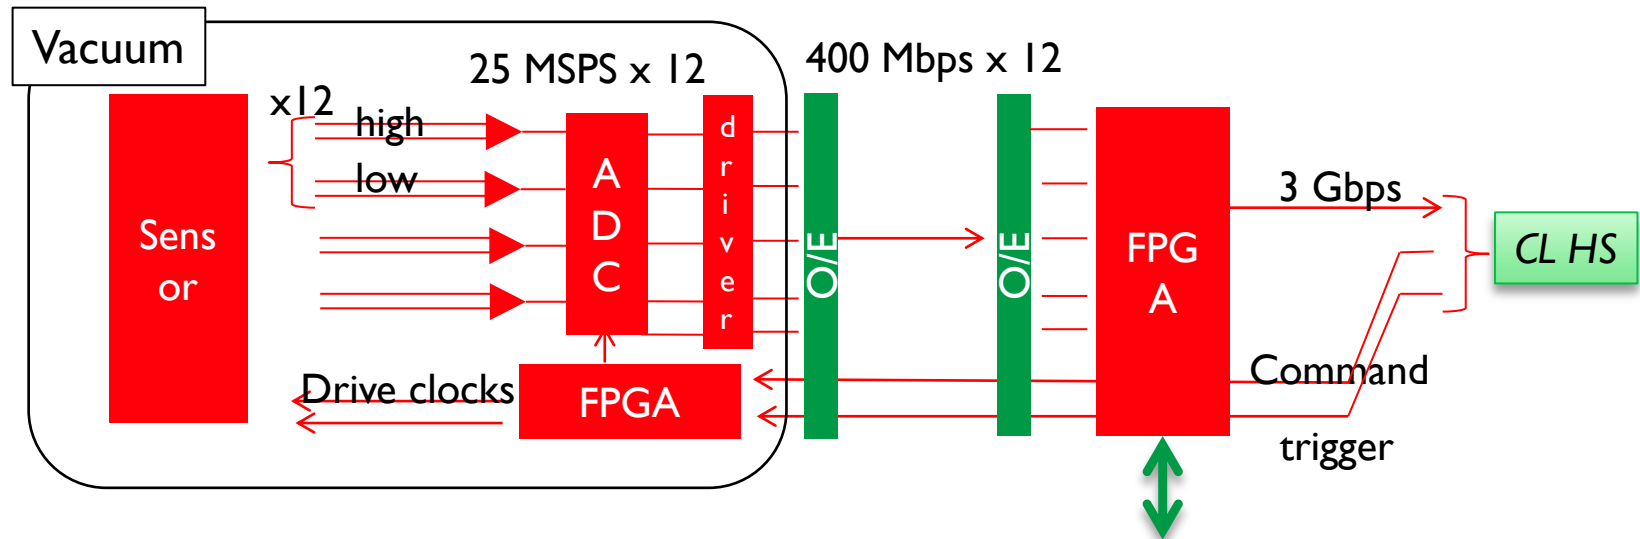 Vacuum
25 MSPS x 12
400 Mbps x 12
x12
high
low
Sens
or
A
D
C
d
r
i
v
e
r
O/E
O/E
FPG
A
3 Gbps
CL HS
Drive clocks
FPGA
Command
trigger